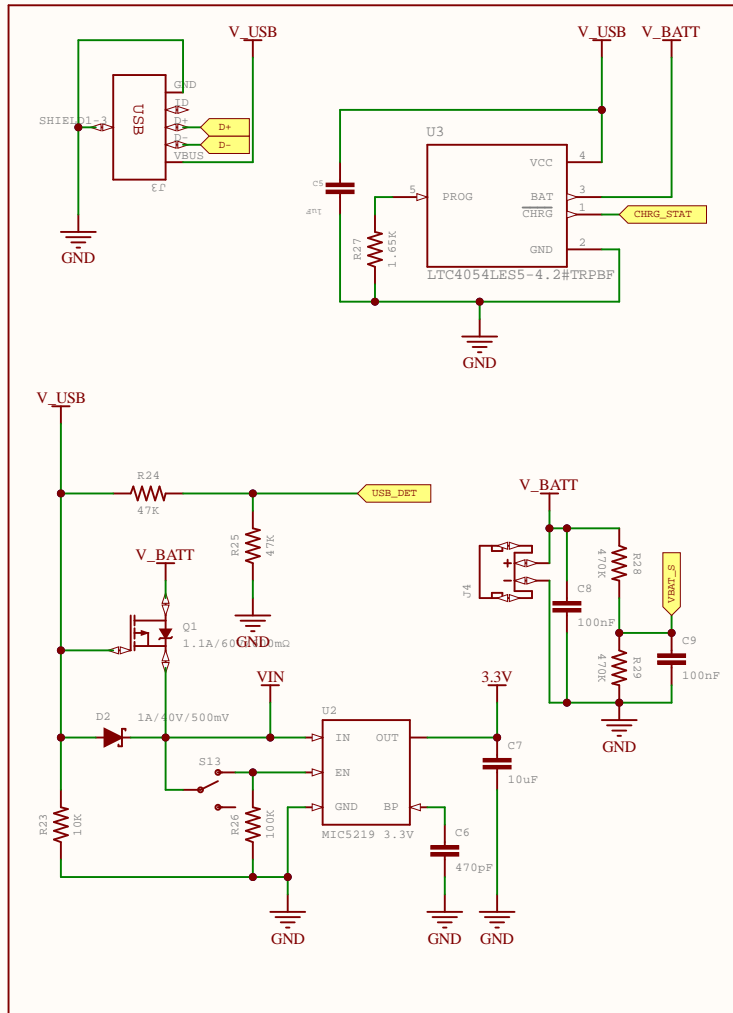 V_USB
GND
ID
D+
D-
VBUS
SHIELD1-3
USB
J3
D+
D-
GND
V_USB
V_BATT
U3
VCC
4
BAT
3
CHRG
1
GND
2
5
PROG
CHRG_STAT
C5
1uF
R27
1.65K
LTC4054LES5-4.2#TRPBF
GND
V_USB
R24
47K
USB_DET
R25
47K
GND
V_BATT
Q1
D2
1A/40V/500mV
VIN
S13
R23
10K
R26
100K
U2
IN
OUT
EN
GND
BP
MIC5219 3.3V
3.3V
C7
10uF
C6
470pF
GND
GND
GND
V_BATT
J4
+
-
C8
100nF
470K
R28
470K
R29
VBAT_S
C9
100nF
GND